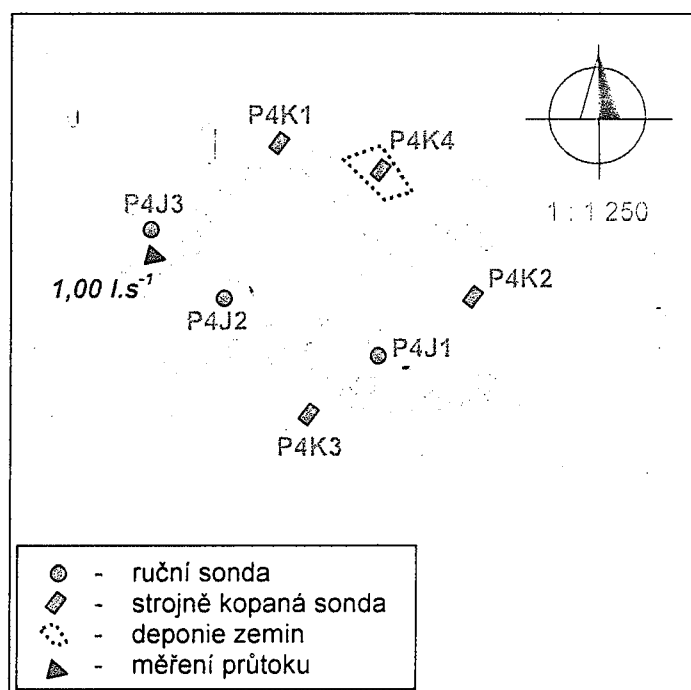 P4K1
P4K4
P4J3
1 : 1 250
1,00 l.s⁻¹
P4K2
P4J2
P4J1
P4K3
- ruční sonda
- strojně kopaná sonda
- deponie zemin
- měření průtoku